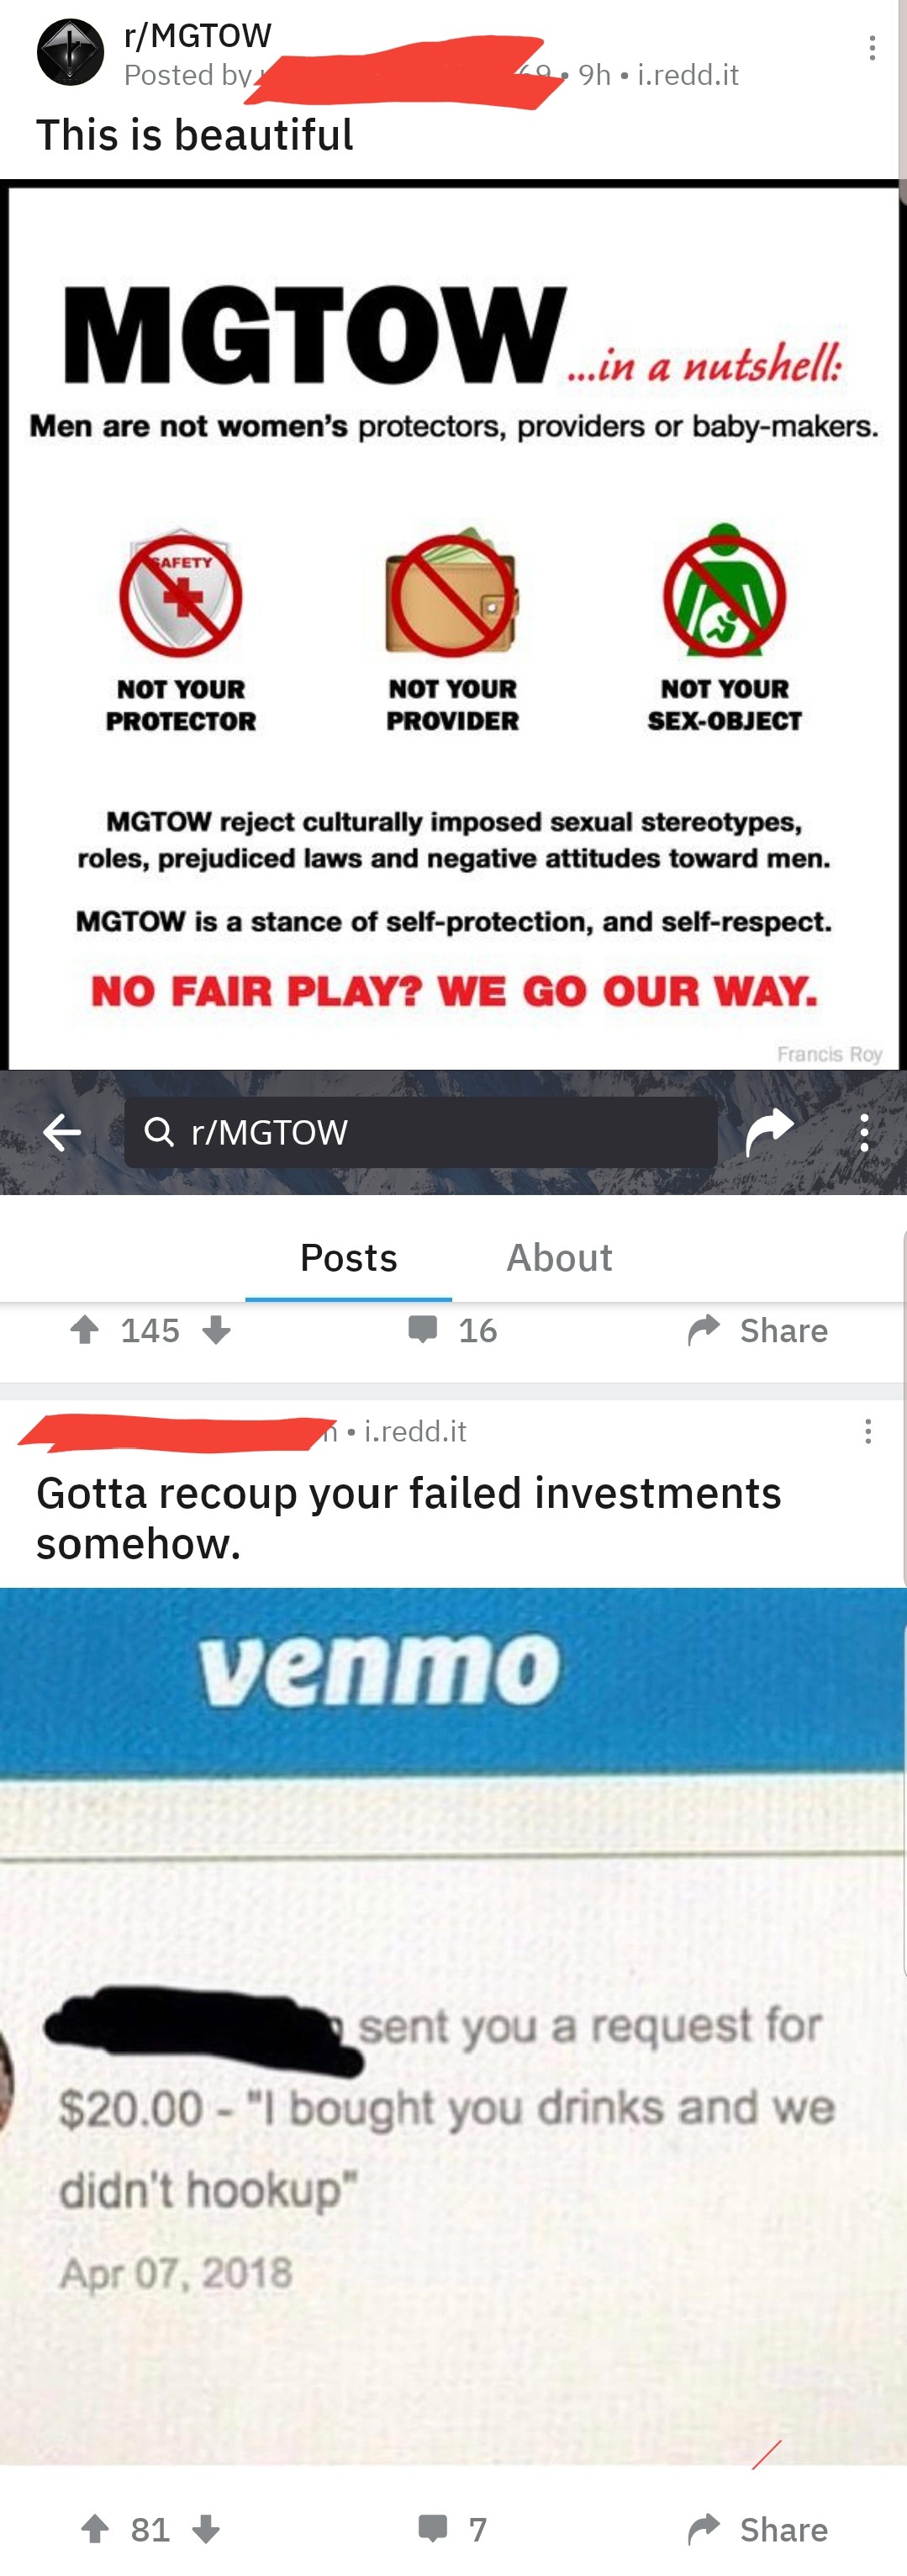 r/MGTOW
Posted by 69 • 9h • i.redd.it
This is beautiful
MGTOW ...in a nutshell:
Men are not women's protectors, providers or baby-makers.
SAFETY
NOT YOUR PROTECTOR
NOT YOUR PROVIDER
NOT YOUR SEX-OBJECT
MGTOW reject culturally imposed sexual stereotypes,
roles, prejudiced laws and negative attitudes toward men.
MGTOW is a stance of self-protection, and self-respect.
NO FAIR PLAY? WE GO OUR WAY.
Francis Roy
r/MGTOW
Posts About
145 16 Share
h • i.redd.it
Gotta recoup your failed investments
somehow.
venmo
sent you a request for
$20.00 - "I bought you drinks and we
didn't hookup"
Apr 07, 2018
81 7 Share